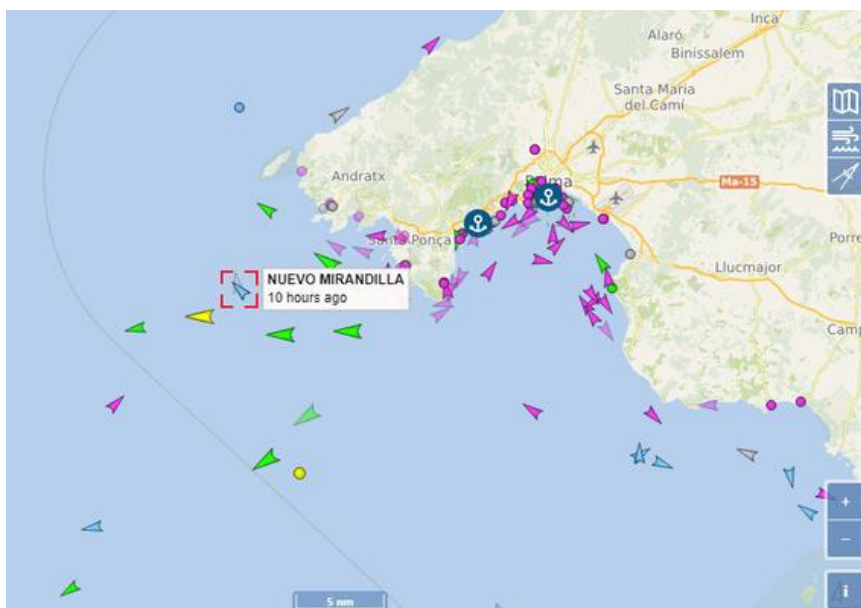 Inca
Alaró
Binissalem
Santa Maria
del Camí
Andratx
Ma-15
Santa Ponça
Llucmajor
Porre
Camp
NUEVO MIRANDILLA
10 hours ago
+
−
5 nm
i